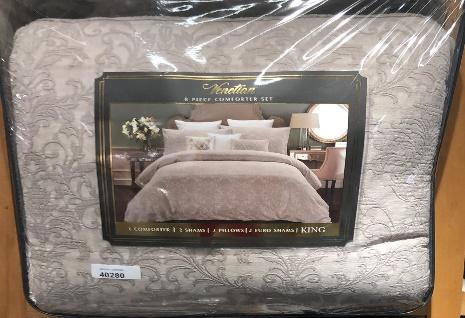 Venetian
8 PIECE COMFORTER SET
1 COMFORTER | 2 SHAMS | 3 PILLOWS | 2 EURO SHAMS | KING
40280